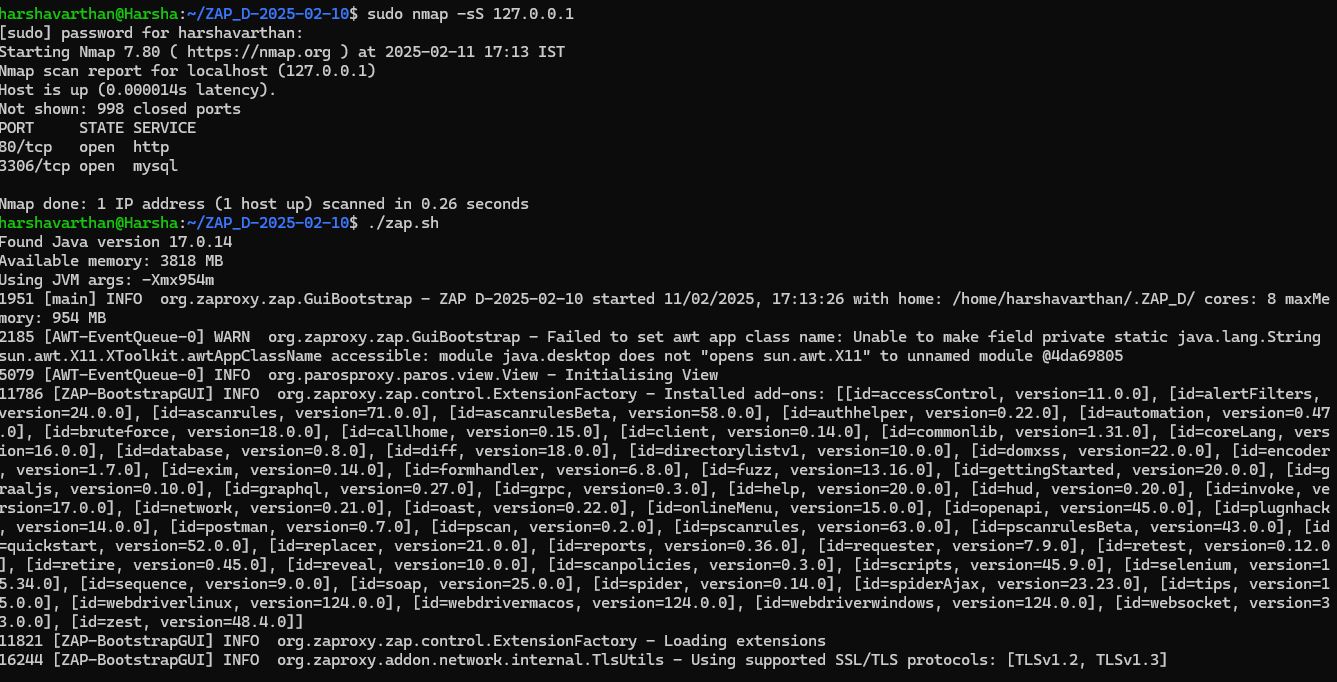 harshavarthan@Harsha:~/ZAP_D-2025-02-10$ sudo nmap -sS 127.0.0.1
[sudo] password for harshavarthan:
Starting Nmap 7.80 ( https://nmap.org ) at 2025-02-11 17:13 IST
Nmap scan report for localhost (127.0.0.1)
Host is up (0.000014s latency).
Not shown: 998 closed ports
PORT     STATE SERVICE
80/tcp   open  http
3306/tcp open  mysql
Nmap done: 1 IP address (1 host up) scanned in 0.26 seconds
harshavarthan@Harsha:~/ZAP_D-2025-02-10$ ./zap.sh
Found Java version 17.0.14
Available memory: 3818 MB
Using JVM args: -Xmx954m
1951 [main] INFO  org.zaproxy.zap.GuiBootstrap - ZAP D-2025-02-10 started 11/02/2025, 17:13:26 with home: /home/harshavarthan/.ZAP_D/ cores: 8 maxMe
mory: 954 MB
2185 [AWT-EventQueue-0] WARN  org.zaproxy.zap.GuiBootstrap - Failed to set awt app class name: Unable to make field private static java.lang.String
sun.awt.X11.XToolkit.awtAppClassName accessible: module java.desktop does not "opens sun.awt.X11" to unnamed module @4da69805
5079 [AWT-EventQueue-0] INFO  org.parosproxy.paros.view.View - Initialising View
11786 [ZAP-BootstrapGUI] INFO  org.zaproxy.zap.control.ExtensionFactory - Installed add-ons: [[id=accessControl, version=11.0.0], [id=alertFilters,
version=24.0.0], [id=ascanrules, version=71.0.0], [id=ascanrulesBeta, version=58.0.0], [id=authhelper, version=0.22.0], [id=automation, version=0.47
.0], [id=bruteforce, version=18.0.0], [id=callhome, version=0.15.0], [id=client, version=0.14.0], [id=commonlib, version=1.31.0], [id=coreLang, vers
ion=16.0.0], [id=database, version=0.8.0], [id=diff, version=18.0.0], [id=directorylistv1, version=10.0.0], [id=domxss, version=22.0.0], [id=encoder
, version=1.7.0], [id=exim, version=0.14.0], [id=formhandler, version=6.8.0], [id=fuzz, version=13.16.0], [id=gettingStarted, version=20.0.0], [id=g
raaljs, version=0.10.0], [id=graphql, version=0.27.0], [id=grpc, version=0.3.0], [id=help, version=20.0.0], [id=hud, version=0.20.0], [id=invoke, ve
rsion=17.0.0], [id=network, version=0.21.0], [id=oast, version=0.22.0], [id=onlineMenu, version=15.0.0], [id=openapi, version=45.0.0], [id=plugnhack
, version=14.0.0], [id=postman, version=0.7.0], [id=pscan, version=0.2.0], [id=pscanrules, version=63.0.0], [id=pscanrulesBeta, version=43.0.0], [id
=quickstart, version=52.0.0], [id=replacer, version=21.0.0], [id=reports, version=0.36.0], [id=requester, version=7.9.0], [id=retest, version=0.12.0
], [id=retire, version=0.45.0], [id=reveal, version=10.0.0], [id=scanpolicies, version=0.3.0], [id=scripts, version=45.9.0], [id=selenium, version=1
5.34.0], [id=sequence, version=9.0.0], [id=soap, version=25.0.0], [id=spider, version=0.14.0], [id=spiderAjax, version=23.23.0], [id=tips, version=1
5.0.0], [id=webdriverlinux, version=124.0.0], [id=webdrivermacos, version=124.0.0], [id=webdriverwindows, version=124.0.0], [id=websocket, version=3
3.0.0], [id=zest, version=48.4.0]]
11821 [ZAP-BootstrapGUI] INFO  org.zaproxy.zap.control.ExtensionFactory - Loading extensions
16244 [ZAP-BootstrapGUI] INFO  org.zaproxy.addon.network.internal.TlsUtils - Using supported SSL/TLS protocols: [TLSv1.2, TLSv1.3]